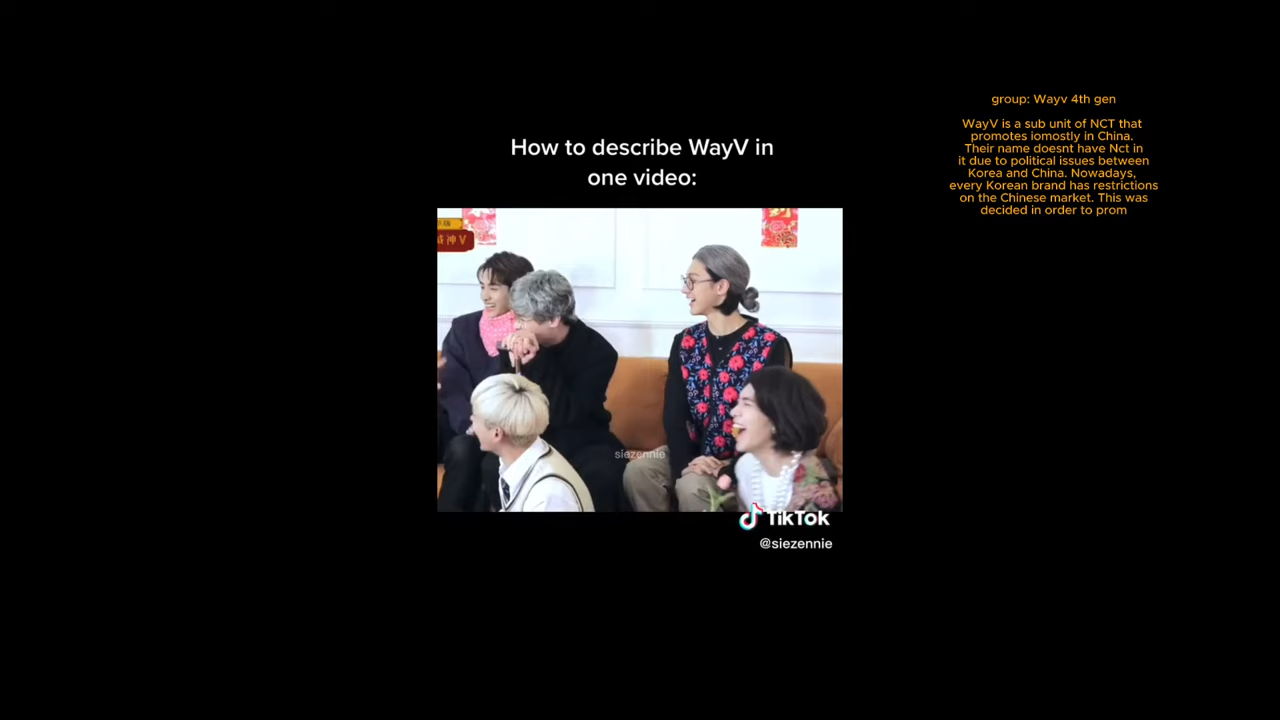 group: Wayv 4th gen
WayV is a sub unit of NCT that
promotes iomostly in China.
Their name doesnt have Nct in
it due to political issues between
Korea and China. Nowadays,
every Korean brand has restrictions
on the Chinese market. This was
decided in order to prom
How to describe WayV in
one video:
神V
siezennie
TikTok
@siezennie